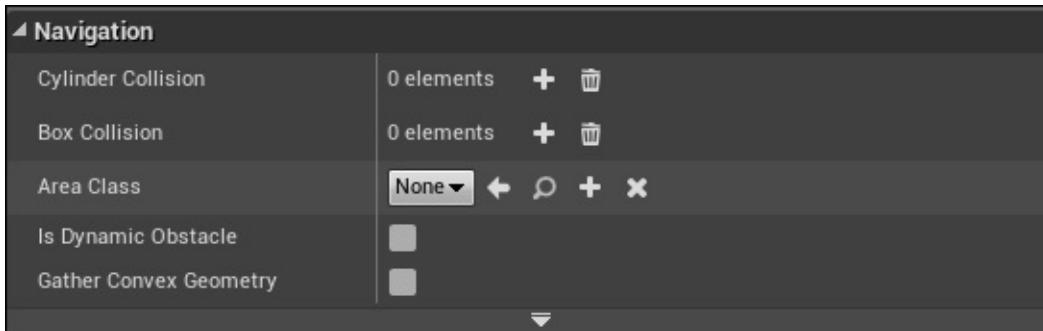 Navigation
Cylinder Collision 0 elements
Box Collision 0 elements
Area Class None
Is Dynamic Obstacle
Gather Convex Geometry